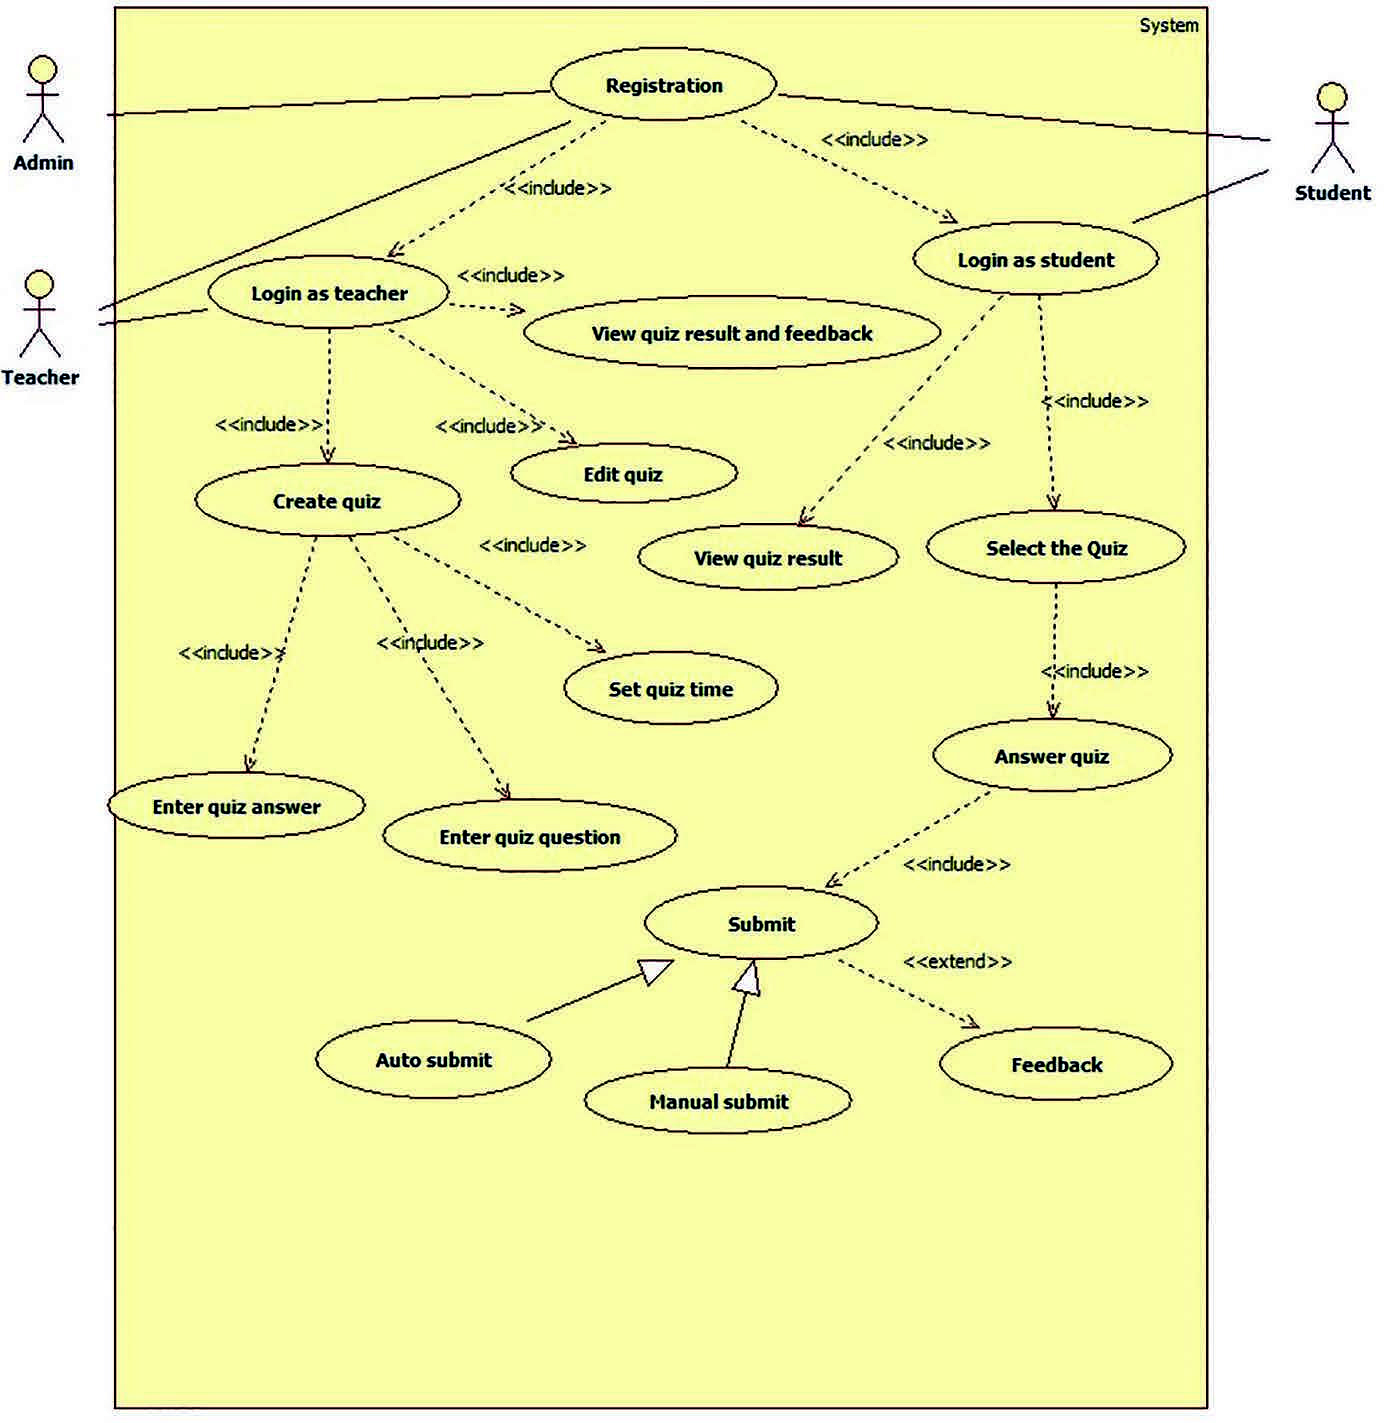 System
Registration
Admin
<<include>>
Student
<<include>>
Login as student
<<include>>
Login as teacher
View quiz result and feedback
Teacher
<<include>>
<<include>>
<<include>>
<<include>>
Edit quiz
Create quiz
<<include>>
Select the Quiz
View quiz result
<<include>>
<<include>>
<<include>>
Set quiz time
Answer quiz
Enter quiz answer
Enter quiz question
<<include>>
Submit
<<extend>>
Auto submit
Feedback
Manual submit